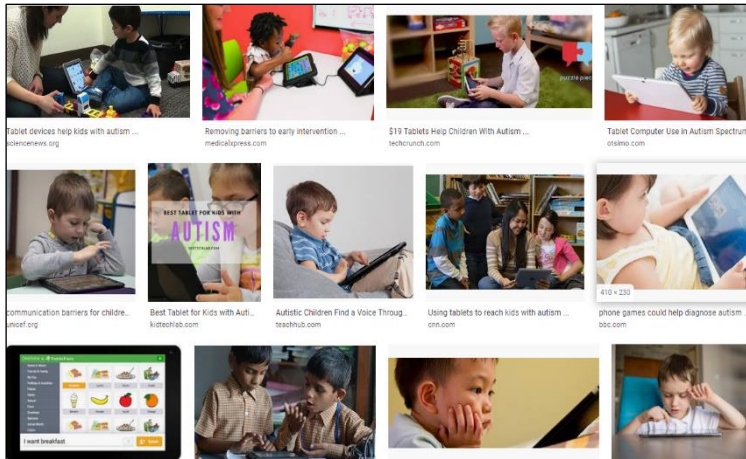 puzzle piec
Tablet devices help kids with autism ...
sciencenews.org
Removing barriers to early intervention ...
medicalxpress.com
$19 Tablets Help Children With Autism ...
techcrunch.com
Tablet Computer Use in Autism Spectrum
otsimo.com
BEST TABLET FOR KIDS WITH
AUTISM
KIDTECHLAB.COM
410 × 230
communication barriers for childre...
unicef.org
Best Tablet for Kids with Auti...
kidtechlab.com
Autistic Children Find a Voice Throug...
teachhub.com
Using tablets to reach kids with autism ...
cnn.com
phone games could help diagnose autism ...
bbc.com
I want breakfast